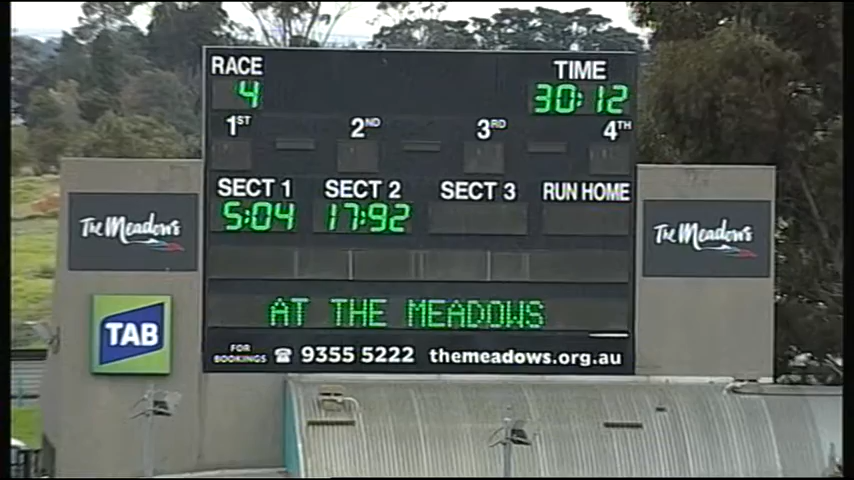 RACE TIME
4 30:12
1ST 2ND 3RD 4TH
SECT 1 SECT 2 SECT 3 RUN HOME
5:04 17:92
The Meadows
The Meadows
AT THE MEADOWS
TAB
FOR BOOKINGS ☎ 9355 5222 themeadows.org.au